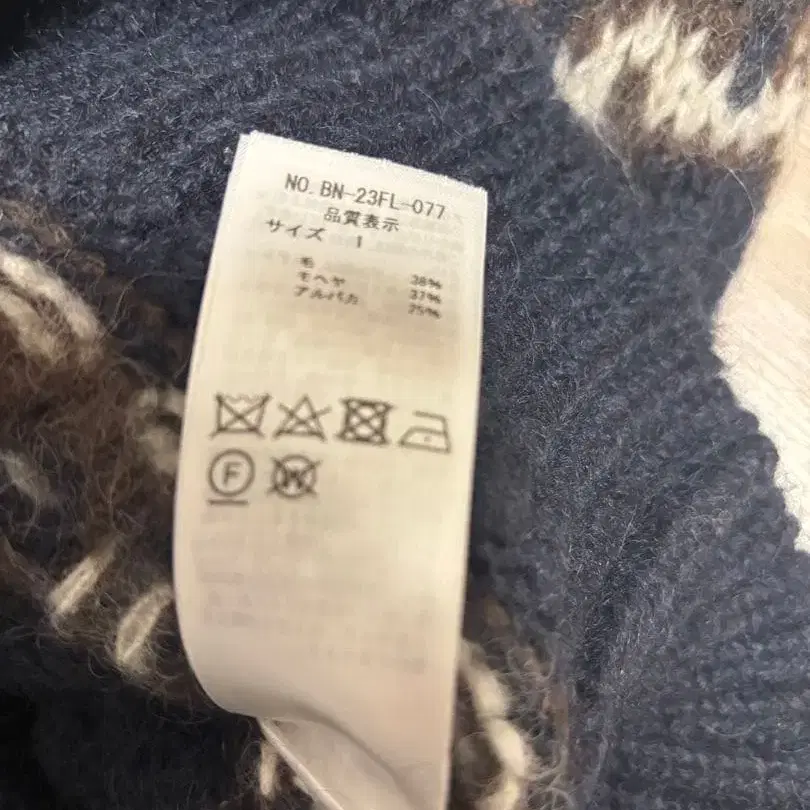 NO. BN-23FL-077
品質表示
サイズ 1
毛 38%
モヘヤ 37%
アルパカ 25%
F W